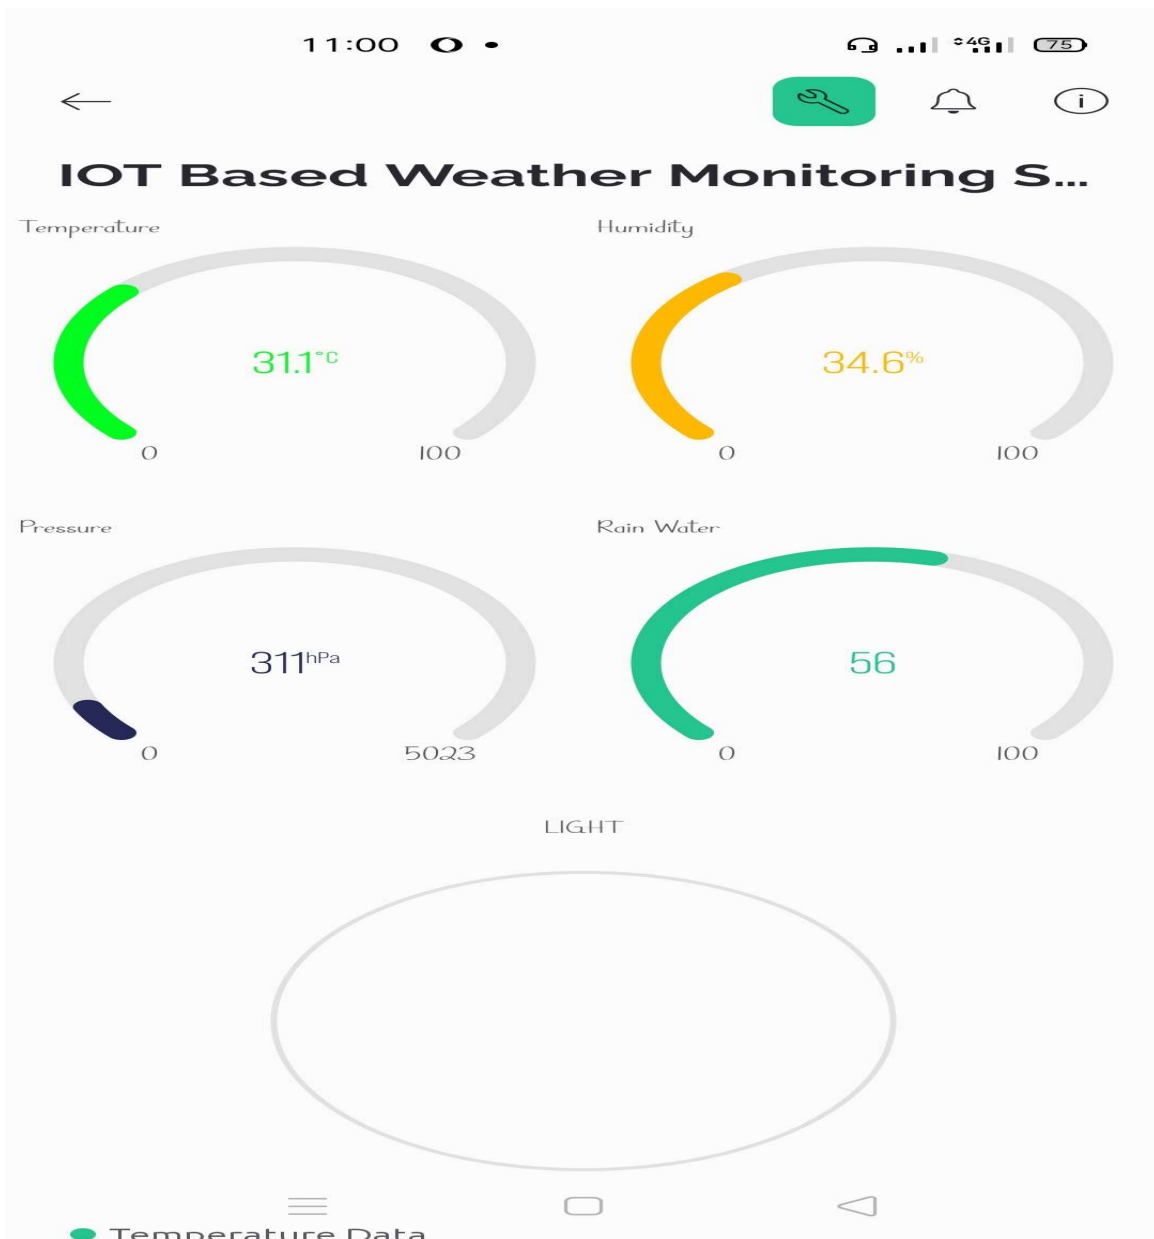 11:00 4G 75
IOT Based Weather Monitoring S...
Temperature Humidity
31.1°C 34.6%
0 100 0 100
Pressure Rain Water
311hPa 56
0 5023 0 100
LIGHT
Temperature Data